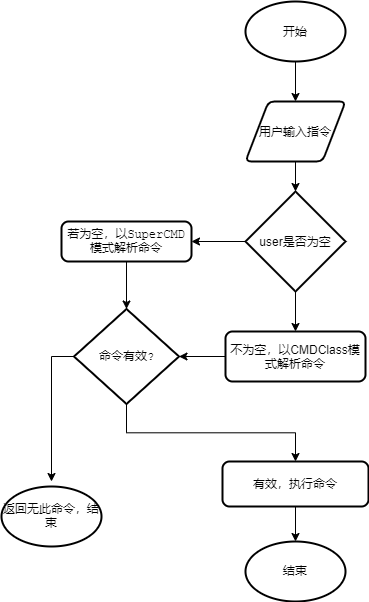 开始
用户输入指令
user是否为空
若为空，以SuperCMD
模式解析命令
不为空，以CMDClass模
式解析命令
命令有效？
有效，执行命令
返回无此命令，结
束
结束